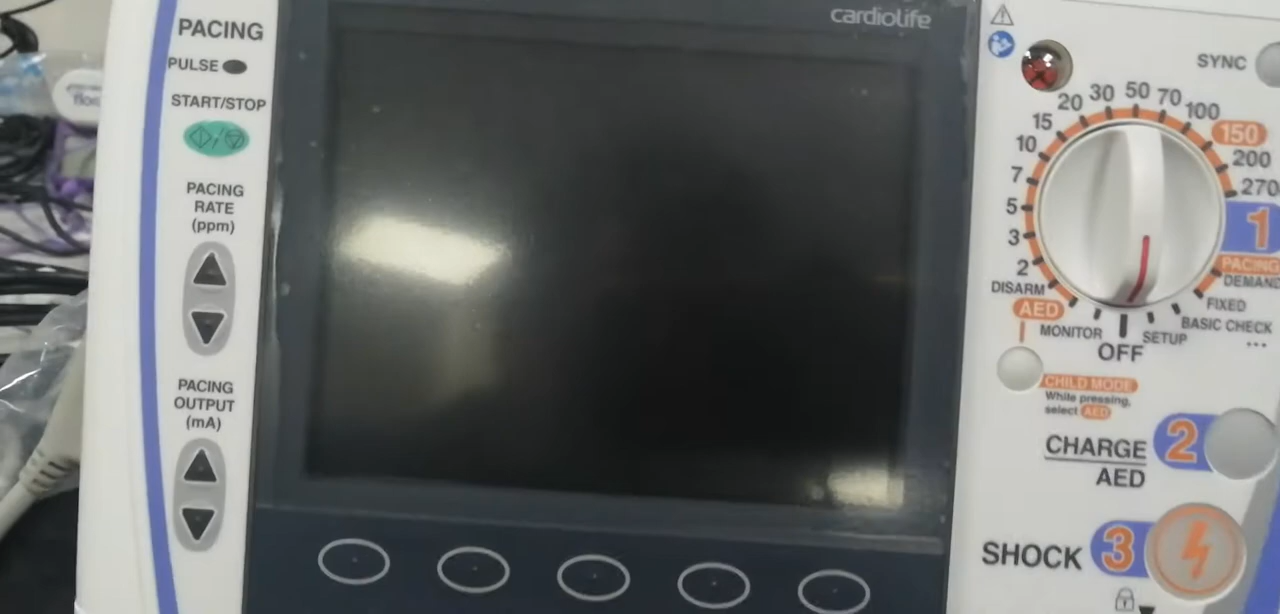 PACING
PULSE
START/STOP
PACING
RATE
(ppm)
PACING
OUTPUT
(mA)
cardiolife
SYNC
2
3
5
7
10
15
20
30
50
70
100
150
200
270
1
PACING
DEMAND
FIXED
BASIC CHECK
...
SETUP
OFF
MONITOR
AED
DISARM
CHILD MODE
While pressing,
select AED
CHARGE 2
AED
SHOCK 3